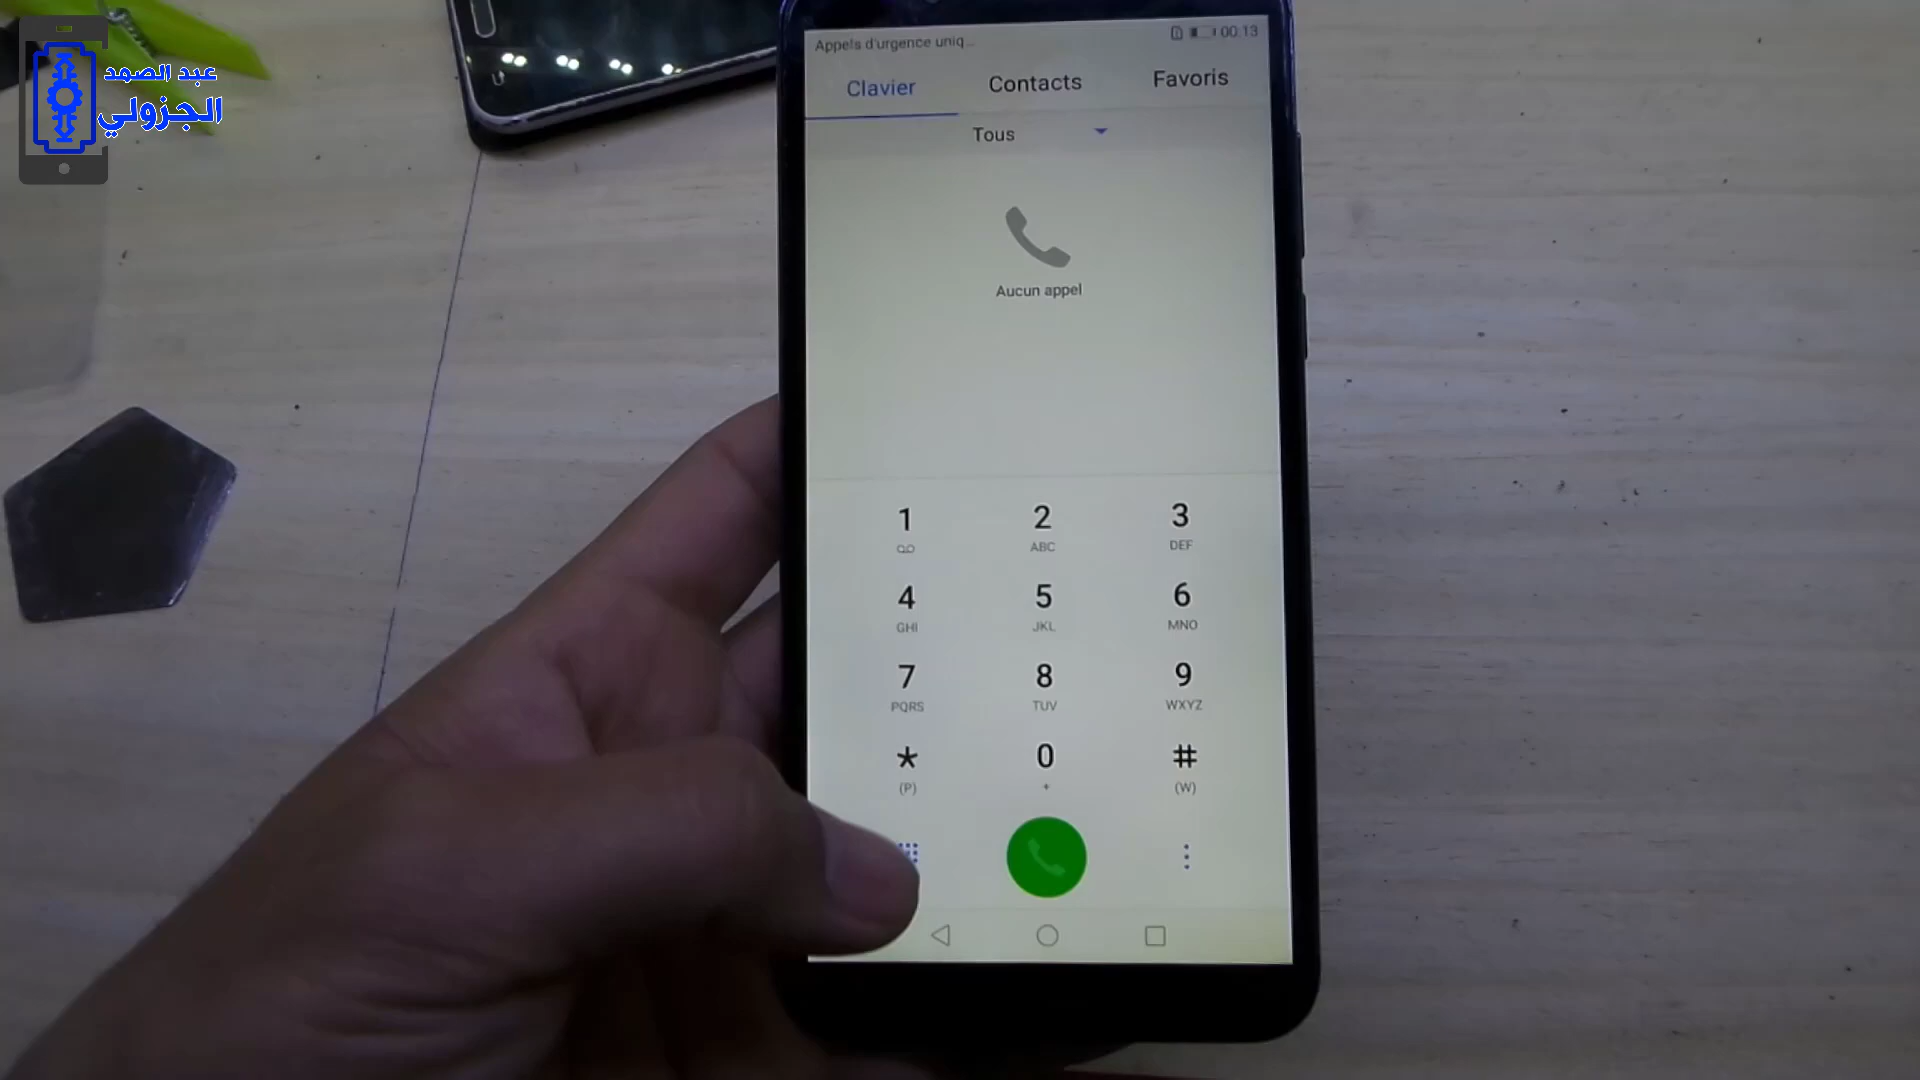 عبد الصمد
الجزولي
Appels d'urgence uniq...
00:13
Clavier
Contacts
Favoris
Tous
Aucun appel
1
2
ABC
3
DEF
4
GHI
5
JKL
6
MNO
7
PQRS
8
TUV
9
WXYZ
*
(P)
0
+
#
(W)